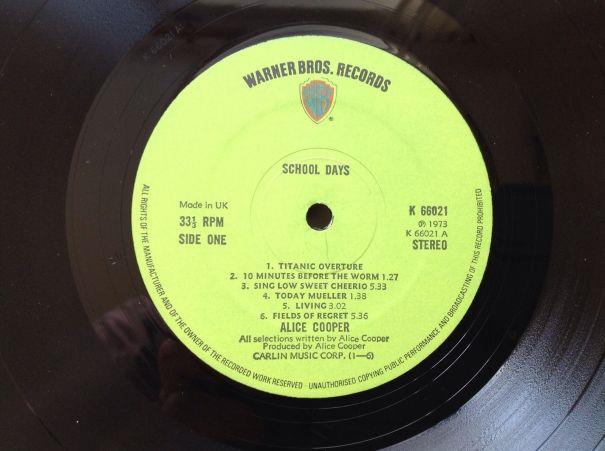 WARNER BROS. RECORDS
SCHOOL DAYS
Made in UK
33⅓ RPM
SIDE ONE
K 66021
℗ 1973
K 66021 A
STEREO
1. TITANIC OVERTURE
2. 10 MINUTES BEFORE THE WORM 1.27
3. SING LOW SWEET CHEERIO 5.33
4. TODAY MUELLER 1.38
5. LIVING 3.02
6. FIELDS OF REGRET 5.36
ALICE COOPER
All selections written by Alice Cooper
Produced by Alice Cooper
CARLIN MUSIC CORP. (1—6)
ALL RIGHTS OF THE MANUFACTURER AND OF THE OWNER OF THE RECORDED WORK RESERVED · UNAUTHORISED COPYING PUBLIC PERFORMANCE AND BROADCASTING OF THIS RECORD PROHIBITED